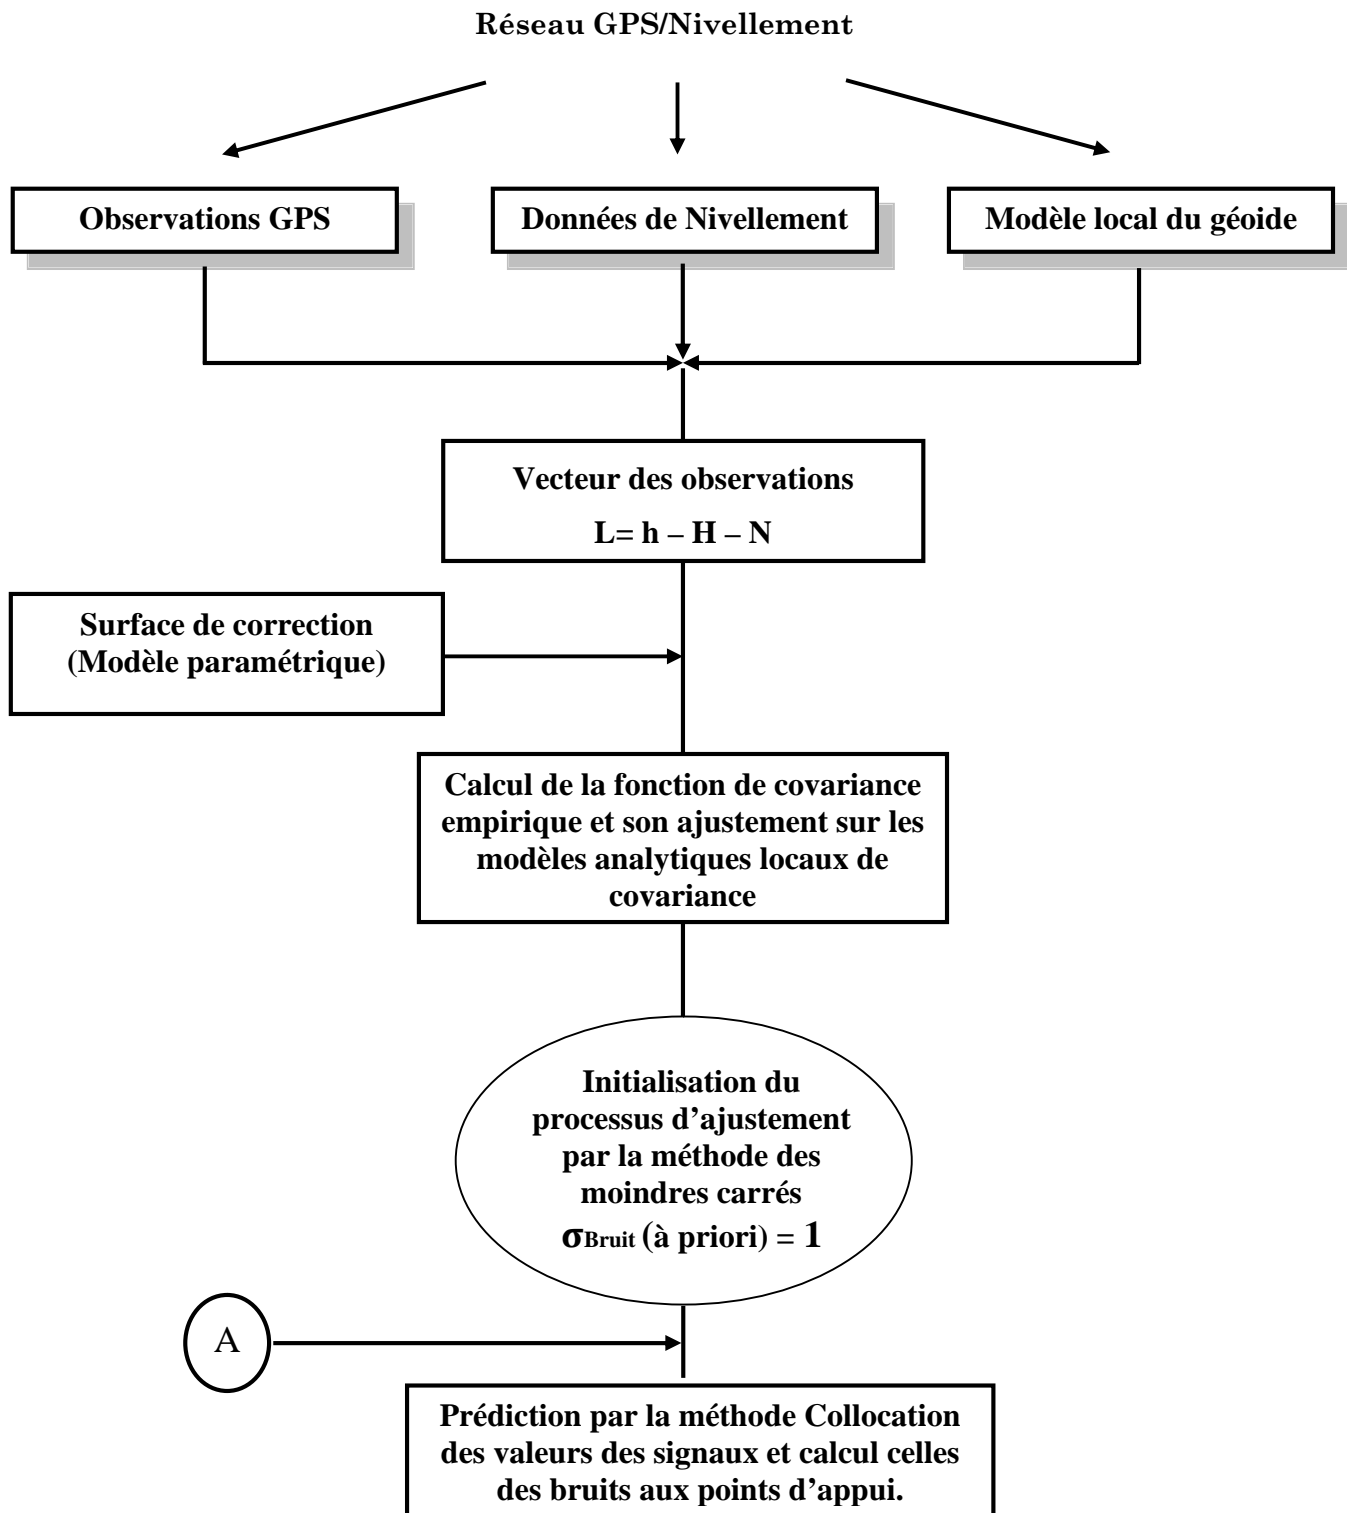 Réseau GPS/Nivellement
Observations GPS
Données de Nivellement
Modèle local du géoide
Vecteur des observations
L= h – H – N
Surface de correction
(Modèle paramétrique)
Calcul de la fonction de covariance
empirique et son ajustement sur les
modèles analytiques locaux de
covariance
Initialisation du
processus d’ajustement
par la méthode des
moindres carrés
σBruit (à priori) = 1
A
Prédiction par la méthode Collocation
des valeurs des signaux et calcul celles
des bruits aux points d’appui.